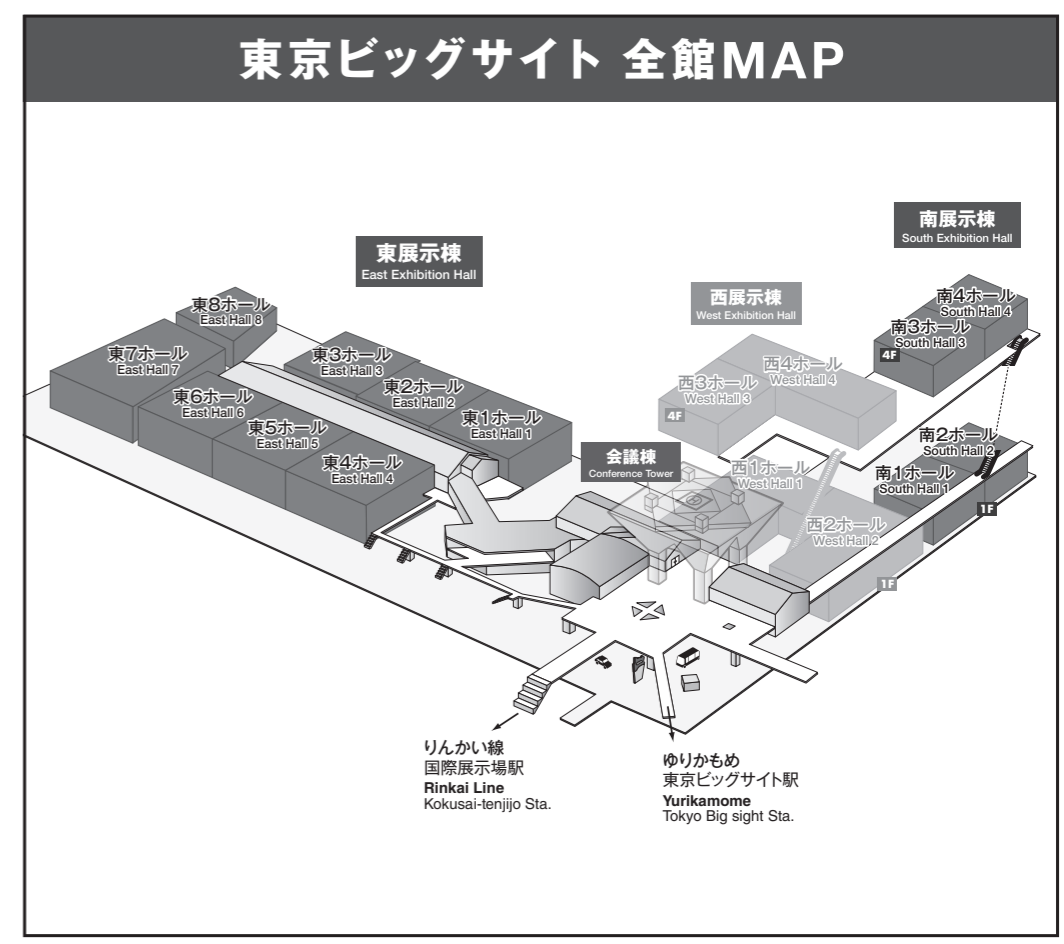 東京ビッグサイト 全館MAP
南展示棟
South Exhibition Hall
東展示棟
East Exhibition Hall
西展示棟
West Exhibition Hall
南4ホール
South Hall 4
南3ホール
South Hall 3
4F
東8ホール
East Hall 8
東7ホール
East Hall 7
東3ホール
East Hall 3
東2ホール
East Hall 2
東1ホール
East Hall 1
東6ホール
East Hall 6
東5ホール
East Hall 5
東4ホール
East Hall 4
西4ホール
West Hall 4
西3ホール
West Hall 3
4F
会議棟
Conference Tower
西1ホール
West Hall 1
西2ホール
West Hall 2
1F
南2ホール
South Hall 2
南1ホール
South Hall 1
1F
りんかい線
国際展示場駅
Rinkai Line
Kokusai-tenjijo Sta.
ゆりかもめ
東京ビッグサイト駅
Yurikamome
Tokyo Big sight Sta.